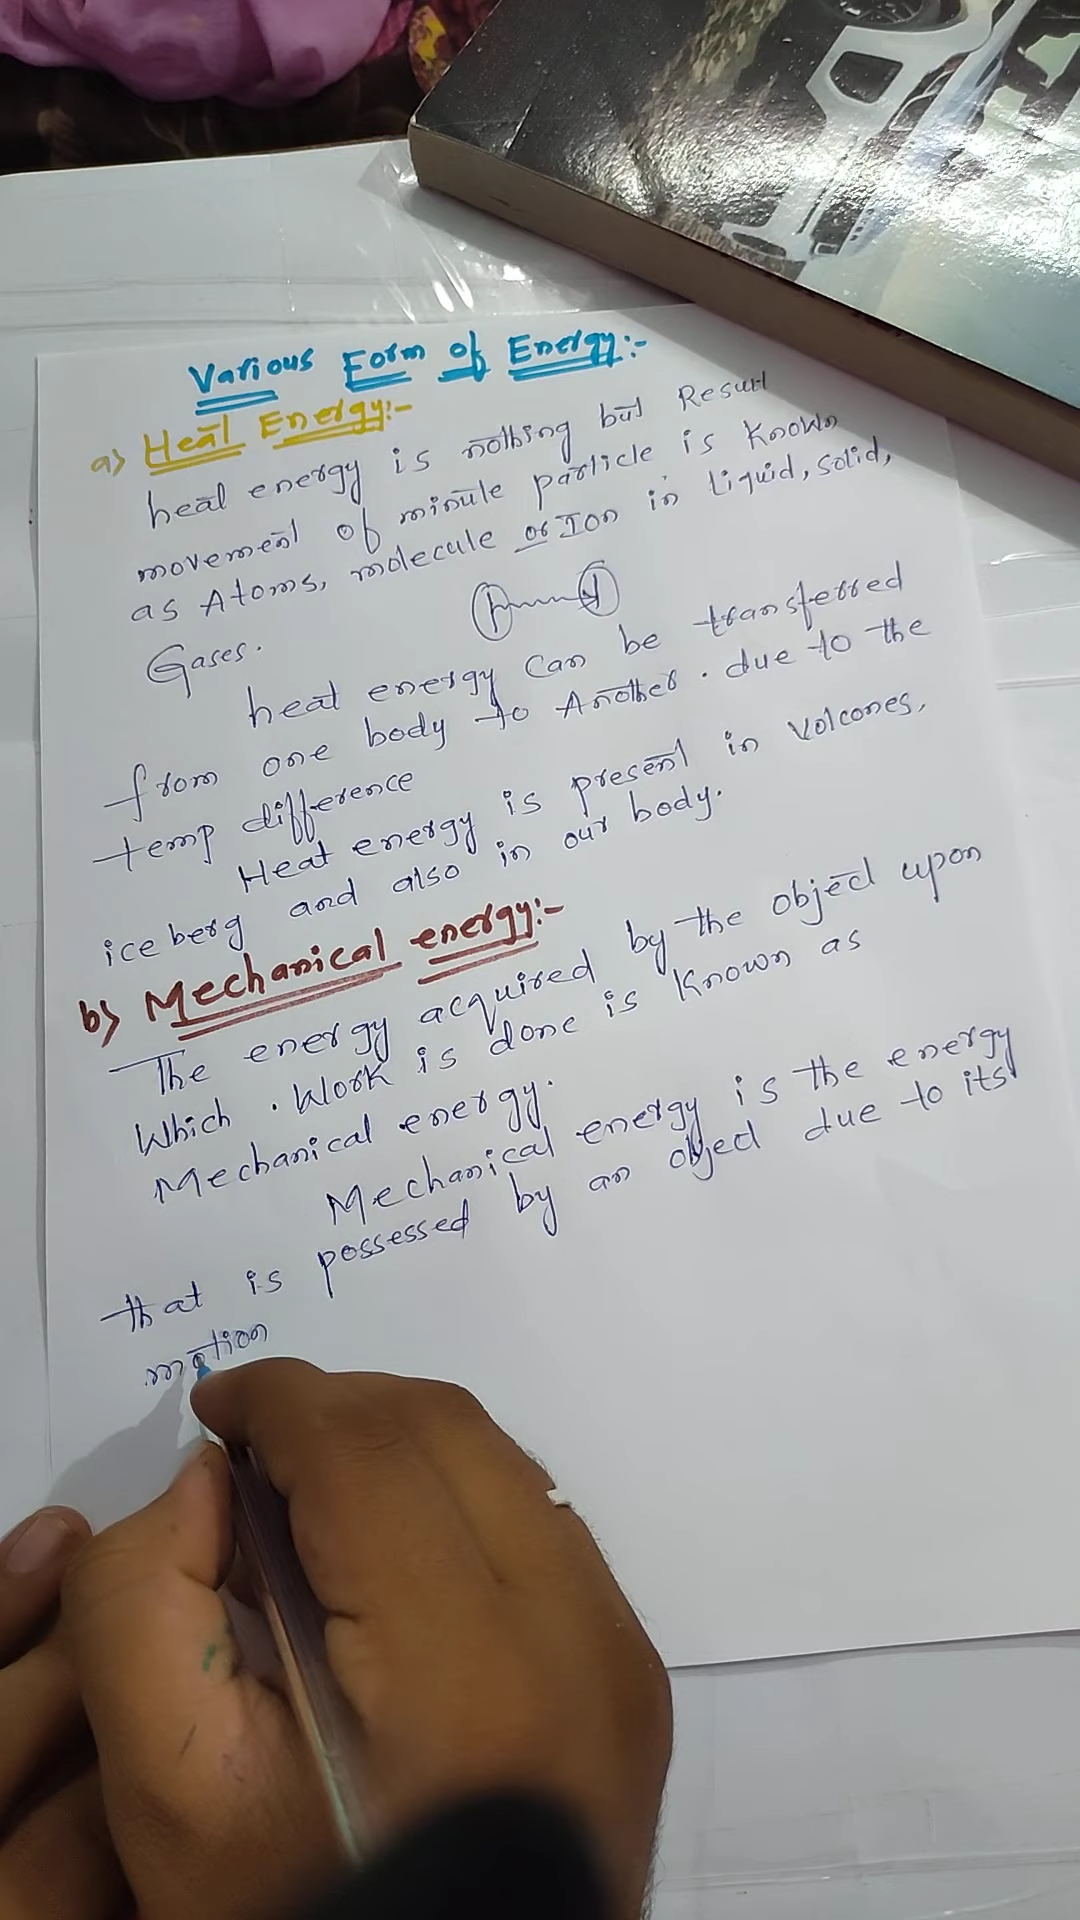 Various Form of Energy:-
a) Heat Energy:-
heat energy is nothing but Result
movement of minute particle is known
as Atoms, molecule or Ion in liquid, solid,
Gases.
heat energy can be transferred
from one body to Another. due to the
temp difference
Heat energy is present in volcones,
ice berg and also in our body.
b) Mechanical energy:-
The energy acquired by the object upon
which. work is done is known as
Mechanical energy.
Mechanical energy is the energy
that is possessed by an object due to its
motion